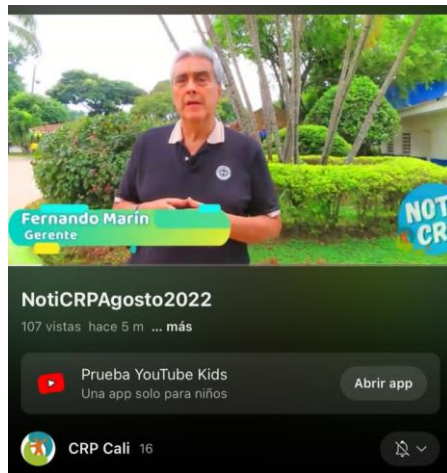 Fernando Marín
Gerente
NOTI
CR
NotiCRPAgosto2022
107 vistas hace 5 m ... más
Prueba YouTube Kids
Una app solo para niños
Abrir app
CRP Cali 16